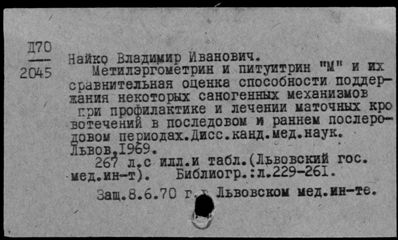 Д70
2045
Найко Владимир Иванович.
Метилэргометрин и питуитрин "М" и их
сравнительная оценка способности поддер-
жания некоторых саногенных механизмов
при профилактике и лечении маточных кро
вотечений в последовом и раннем послеро-
довом периодах.Дисс.канд.мед.наук.
Львов,1969.
267 л.с илл.и табл.(Львовский гос.
мед.ин-т). Библиогр.:л.229-261.
Защ.8.6.70 г.в Львовском мед.ин-те.